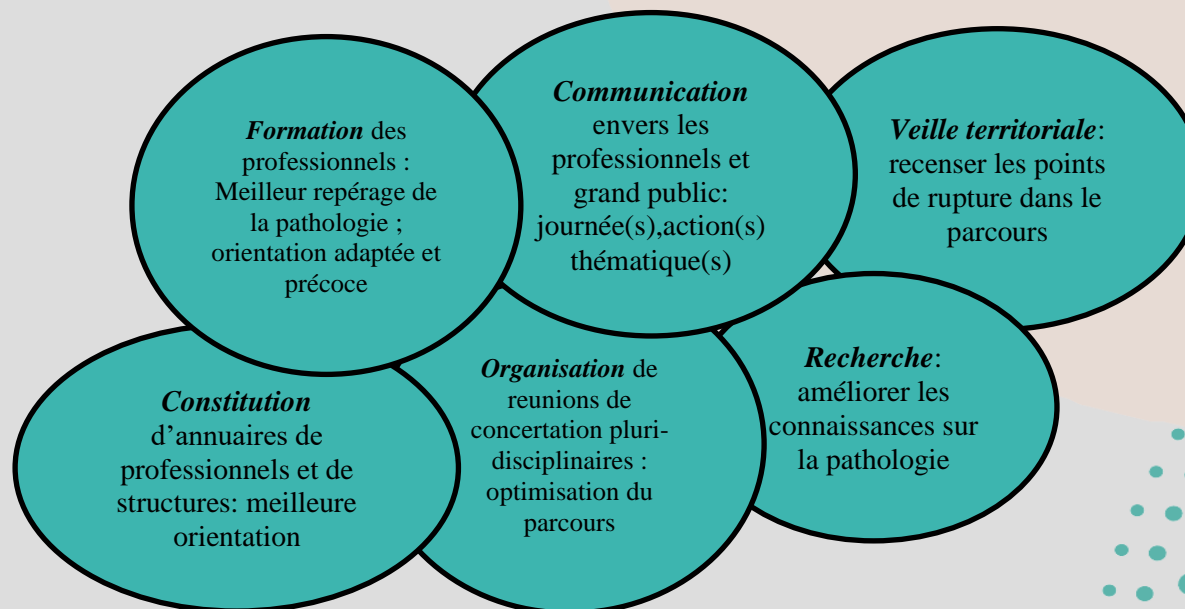 Formation des
professionnels :
Meilleur repérage de
la pathologie ;
orientation adaptée et
précoce
Communication
envers les
professionnels et
grand public:
journée(s),action(s)
thématique(s)
Veille territoriale:
recenser les points
de rupture dans le
parcours
Constitution
d’annuaires de
professionnels et de
structures: meilleure
orientation
Organisation de
reunions de
concertation pluri-
disciplinaires :
optimisation du
parcours
Recherche:
améliorer les
connaissances sur
la pathologie